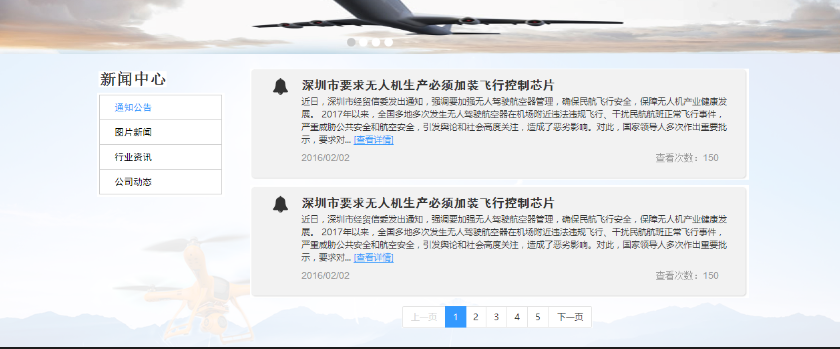 新闻中心
通知公告
图片新闻
行业资讯
公司动态
深圳市要求无人机生产必须加装飞行控制芯片
近日，深圳市经贸信委发出通知，强调要加强无人驾驶航空器管理，确保民航飞行安全，保障无人机产业健康发
展。 2017年以来，全国多地多次发生无人驾驶航空器在机场附近违法违规飞行、干扰民航航班正常飞行事件，
严重威胁公共安全和航空安全，引发舆论和社会高度关注，造成了恶劣影响。对此，国家领导人多次作出重要批
示，要求对... [查看详情]
2016/02/02 查看次数：150
深圳市要求无人机生产必须加装飞行控制芯片
近日，深圳市经贸信委发出通知，强调要加强无人驾驶航空器管理，确保民航飞行安全，保障无人机产业健康发
展。 2017年以来，全国多地多次发生无人驾驶航空器在机场附近违法违规飞行、干扰民航航班正常飞行事件，
严重威胁公共安全和航空安全，引发舆论和社会高度关注，造成了恶劣影响。对此，国家领导人多次作出重要批
示，要求对... [查看详情]
2016/02/02 查看次数：150
上一页 1 2 3 4 5 下一页